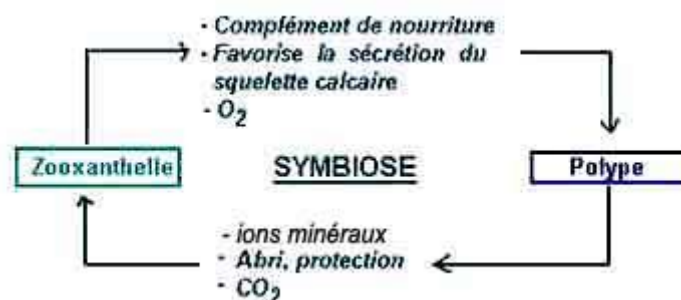 - Complément de nourriture
- Favorise la sécrétion du
squelette calcaire
- O₂
Zooxanthelle
SYMBIOSE
Polype
- ions minéraux
- Abri, protection
- CO₂